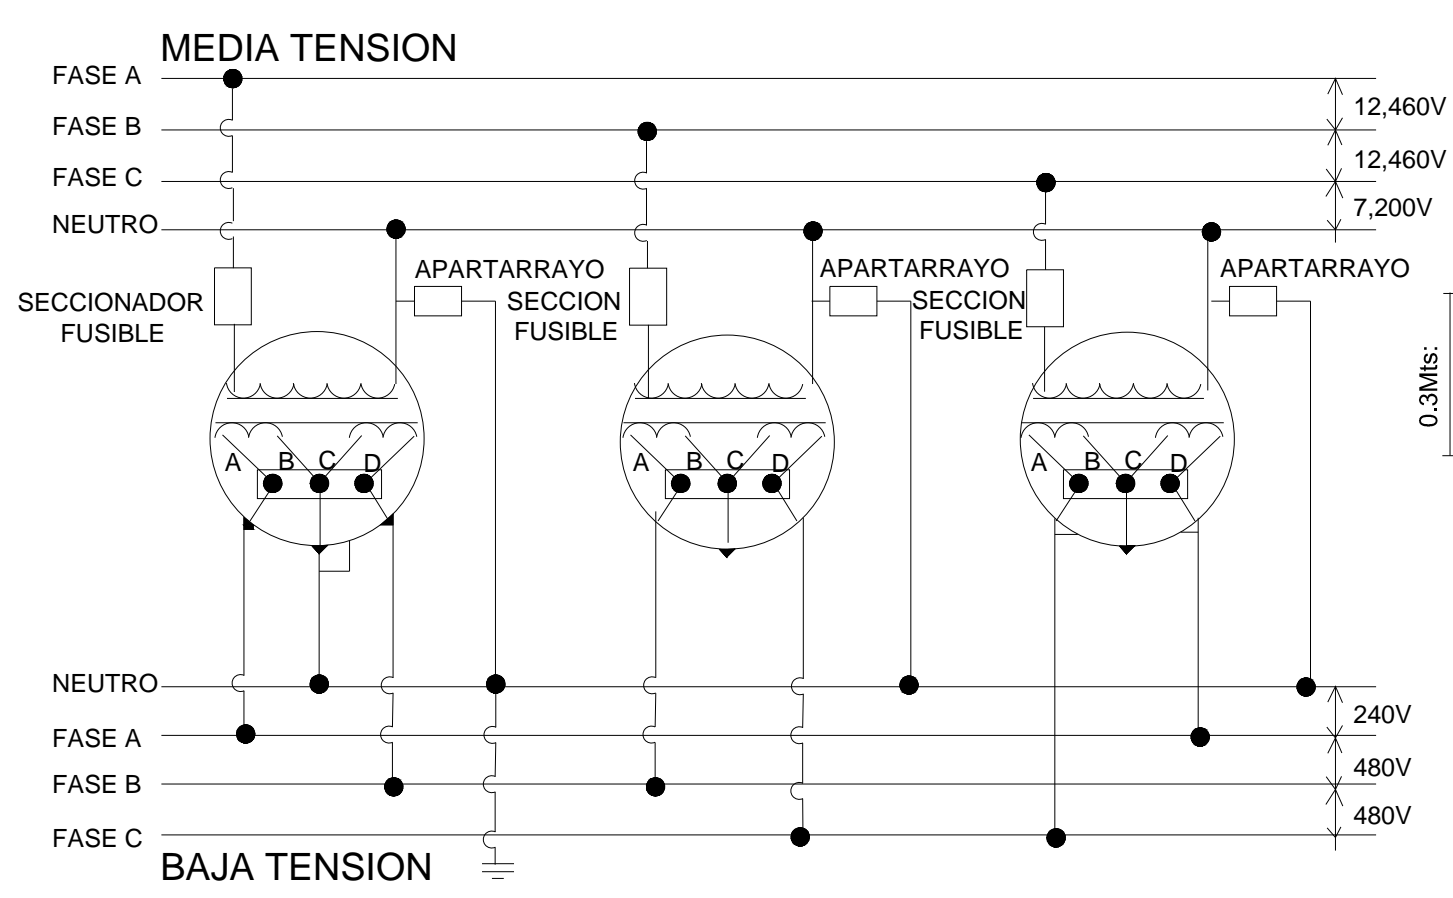 MEDIA TENSION
FASE A
12,460V
FASE B
12,460V
FASE C
7,200V
NEUTRO
APARTARRAYO
APARTARRAYO
APARTARRAYO
SECCIONADOR
FUSIBLE
SECCION
FUSIBLE
SECCION
FUSIBLE
0.3Mts:
A B C D
A B C D
A B C D
NEUTRO
240V
FASE A
480V
FASE B
480V
FASE C
BAJA TENSION